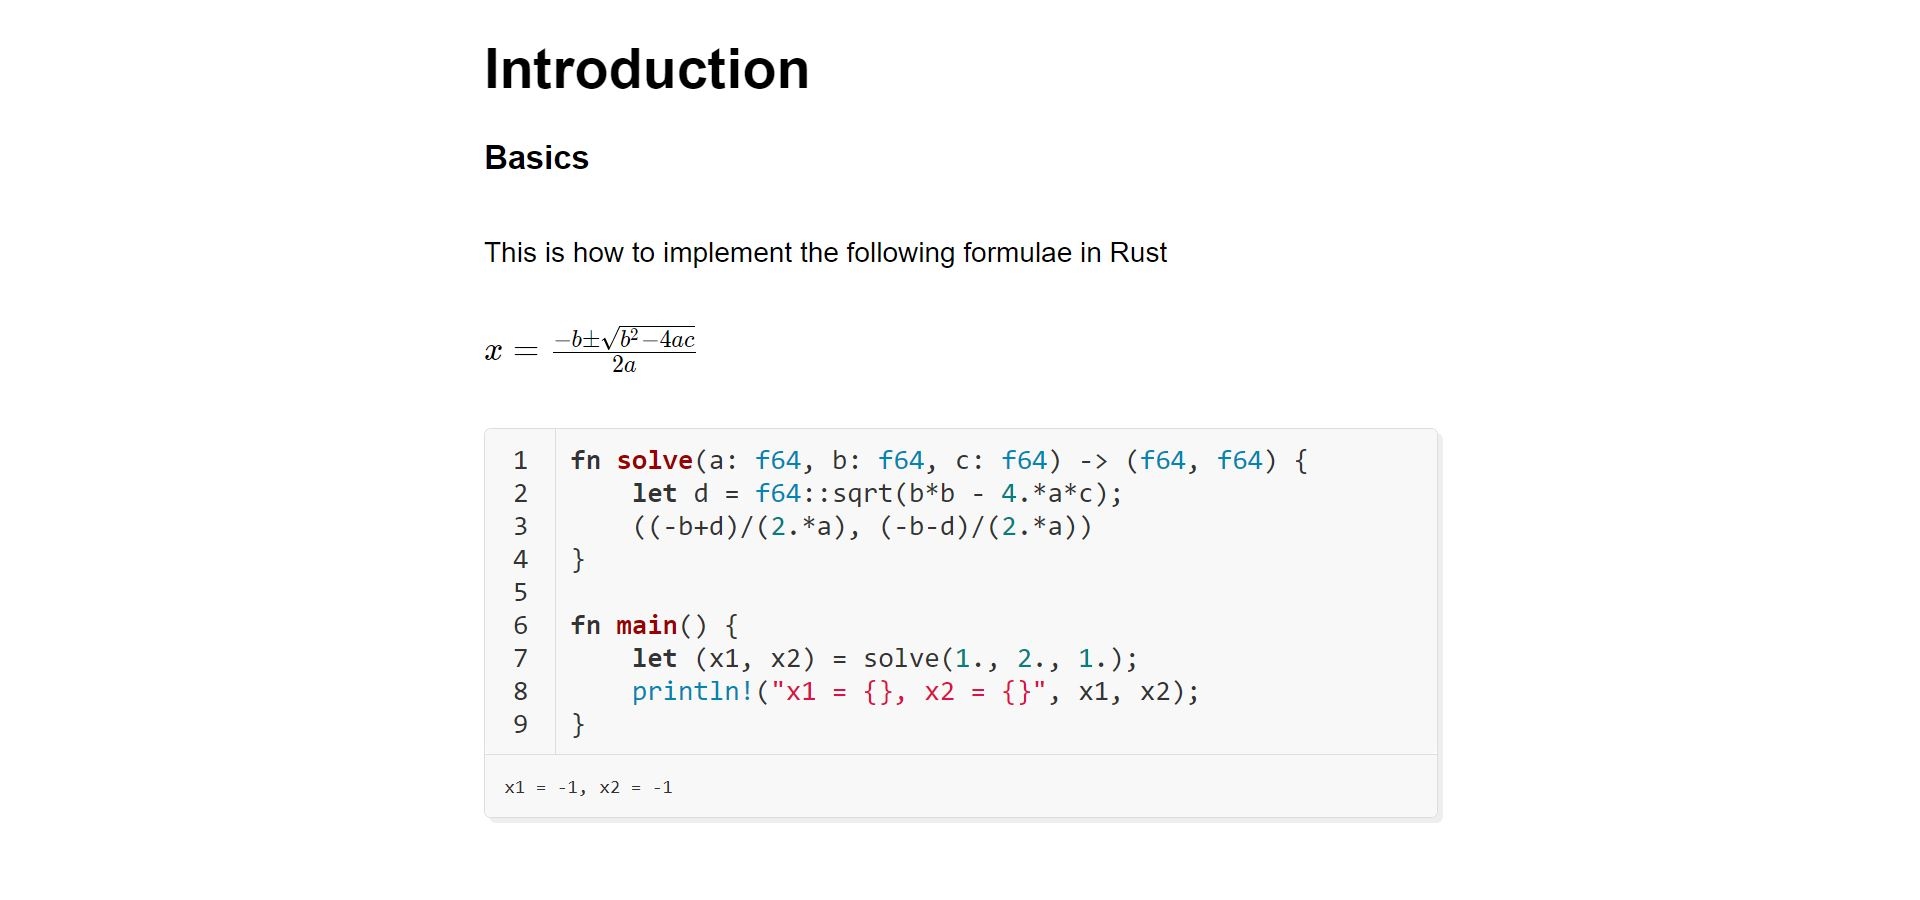 Introduction
Basics
This is how to implement the following formulae in Rust
x = \frac{-b \pm \sqrt{b^2 - 4ac}}{2a}
1 fn solve(a: f64, b: f64, c: f64) -> (f64, f64) {
2     let d = f64::sqrt(b*b - 4.*a*c);
3     ((-b+d)/(2.*a), (-b-d)/(2.*a))
4 }
5
6 fn main() {
7     let (x1, x2) = solve(1., 2., 1.);
8     println!("x1 = {}, x2 = {}", x1, x2);
9 }
x1 = -1, x2 = -1